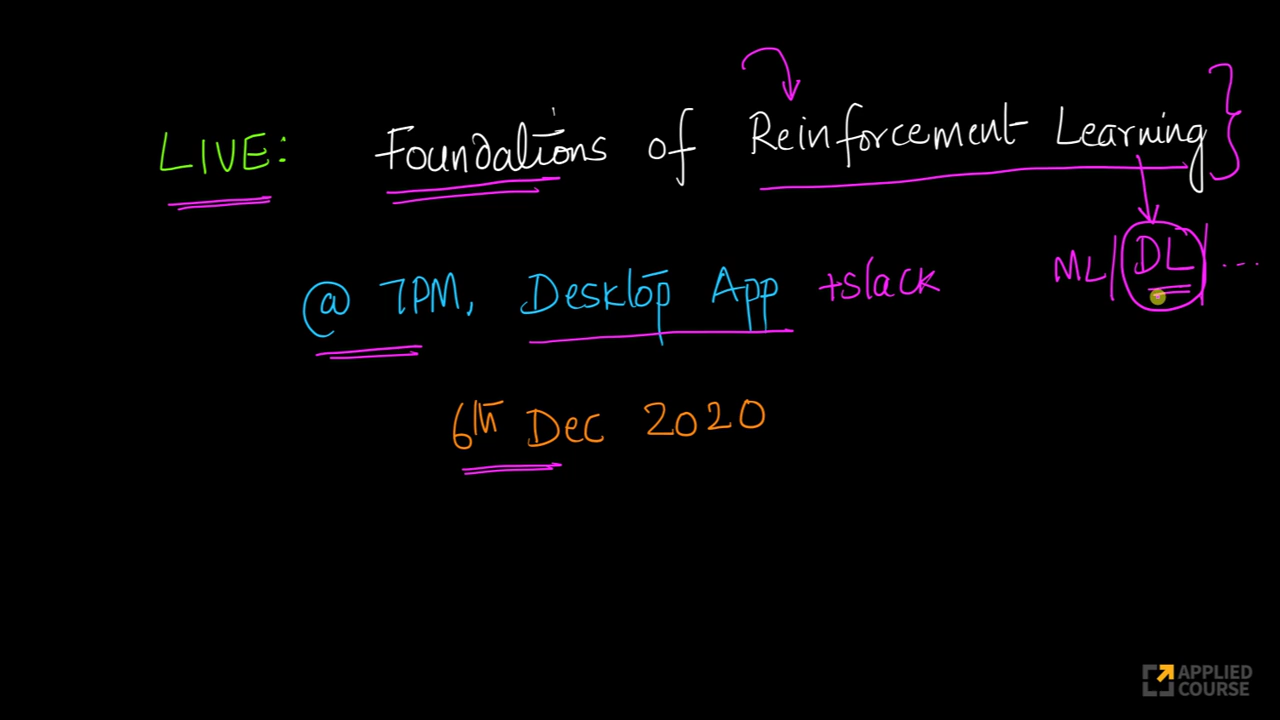 LIVE: Foundations of Reinforcement Learning
ML | DL | ...
@ 7PM, Desktop App +slack
6th Dec 2020
APPLIED
COURSE